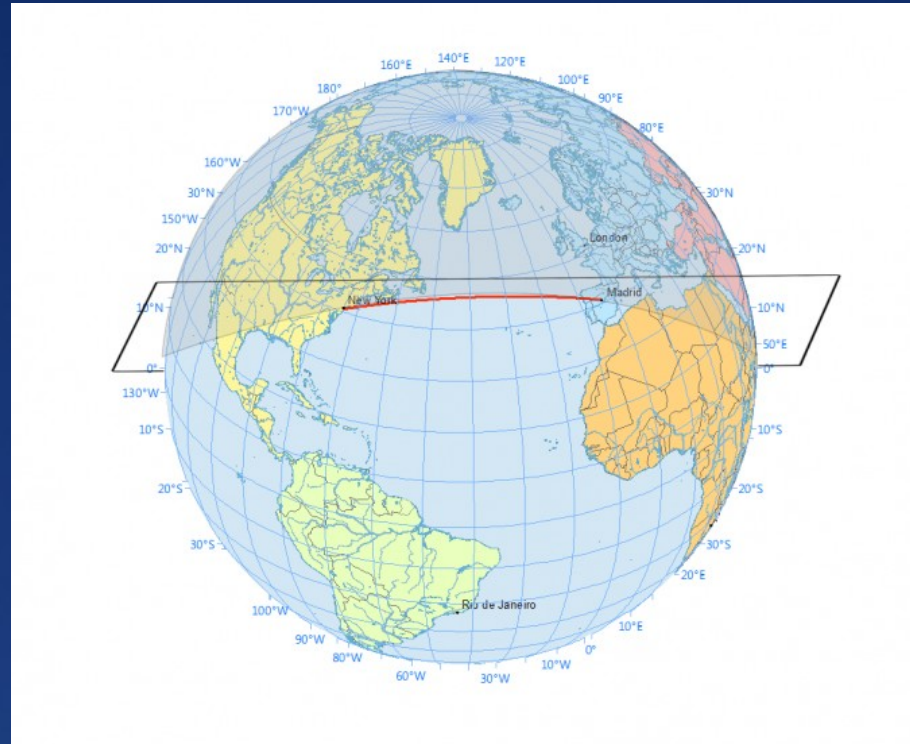 140°E
160°E
120°E
180°
100°E
170°W
90°E
80°E
160°W
30°N
30°N
150°W
London
20°N
20°N
New York
Madrid
10°N
10°N
50°E
0°
0°
130°W
10°S
10°S
20°S
20°S
30°S
30°S
20°E
Rio de Janeiro
100°W
10°E
90°W
0°
80°W
10°W
60°W
30°W